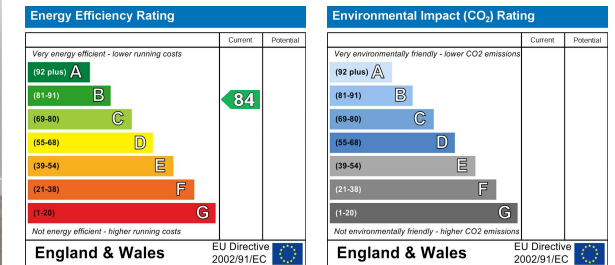 Energy Efficiency Rating
Current Potential
Very energy efficient - lower running costs
(92 plus) A
(81-91) B
84
(69-80) C
(55-68) D
(39-54) E
(21-38) F
(1-20) G
Not energy efficient - higher running costs
England & Wales
EU Directive
2002/91/EC
Environmental Impact (CO₂) Rating
Current Potential
Very environmentally friendly - lower CO2 emissions
(92 plus) A
(81-91) B
(69-80) C
(55-68) D
(39-54) E
(21-38) F
(1-20) G
Not environmentally friendly - higher CO2 emissions
England & Wales
EU Directive
2002/91/EC